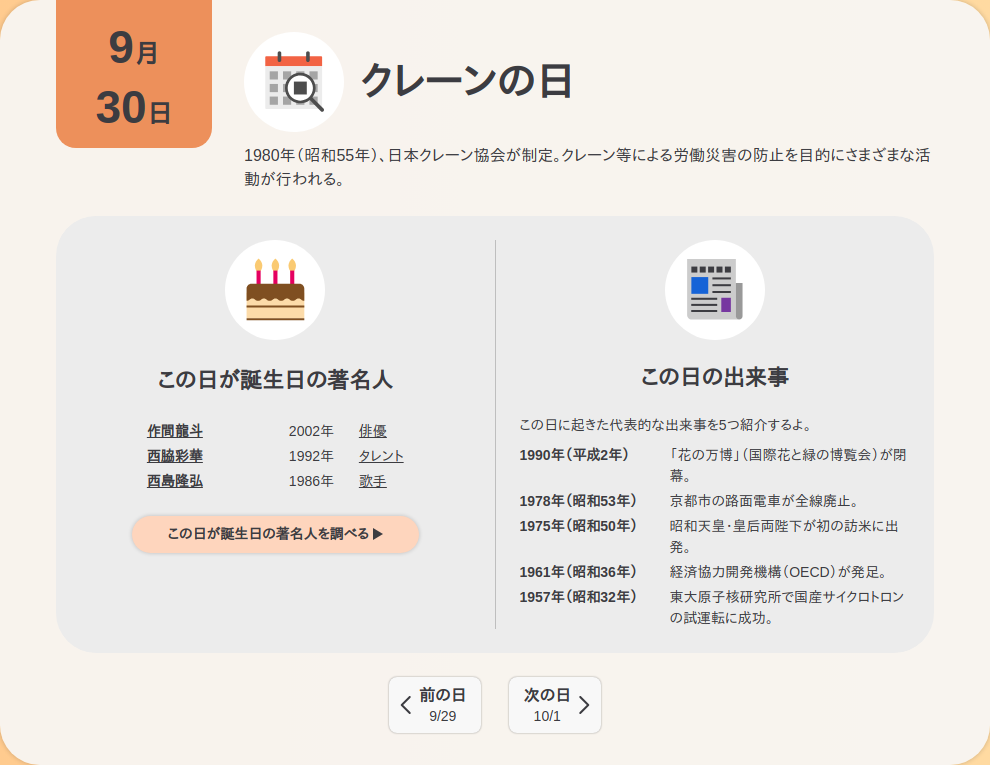 9月
30日
クレーンの日
1980年（昭和55年）、日本クレーン協会が制定。クレーン等による労働災害の防止を目的にさまざまな活
動が行われる。
この日が誕生日の著名人
作間龍斗 2002年 俳優
西脇彩華 1992年 タレント
西島隆弘 1986年 歌手
この日が誕生日の著名人を調べる▶
この日の出来事
この日に起きた代表的な出来事を5つ紹介するよ。
1990年（平成2年） 「花の万博」（国際花と緑の博覧会）が閉
幕。
1978年（昭和53年） 京都市の路面電車が全線廃止。
1975年（昭和50年） 昭和天皇・皇后両陛下が初の訪米に出
発。
1961年（昭和36年） 経済協力開発機構（OECD）が発足。
1957年（昭和32年） 東大原子核研究所で国産サイクロトロン
の試運転に成功。
前の日
9/29
次の日
10/1